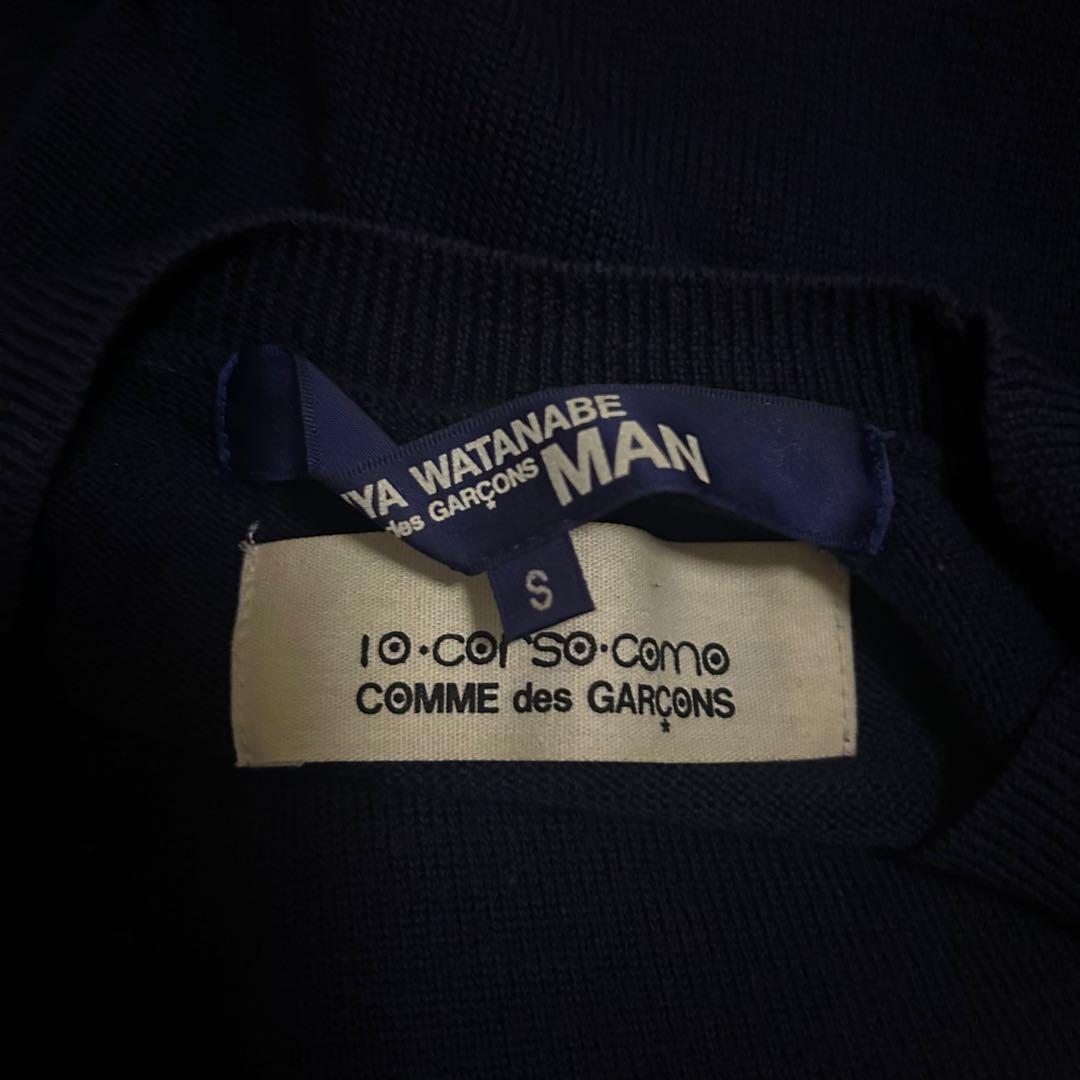 YA WATANABE
des GARÇONS MAN
S
10·corso·como
COMME des GARÇONS
*